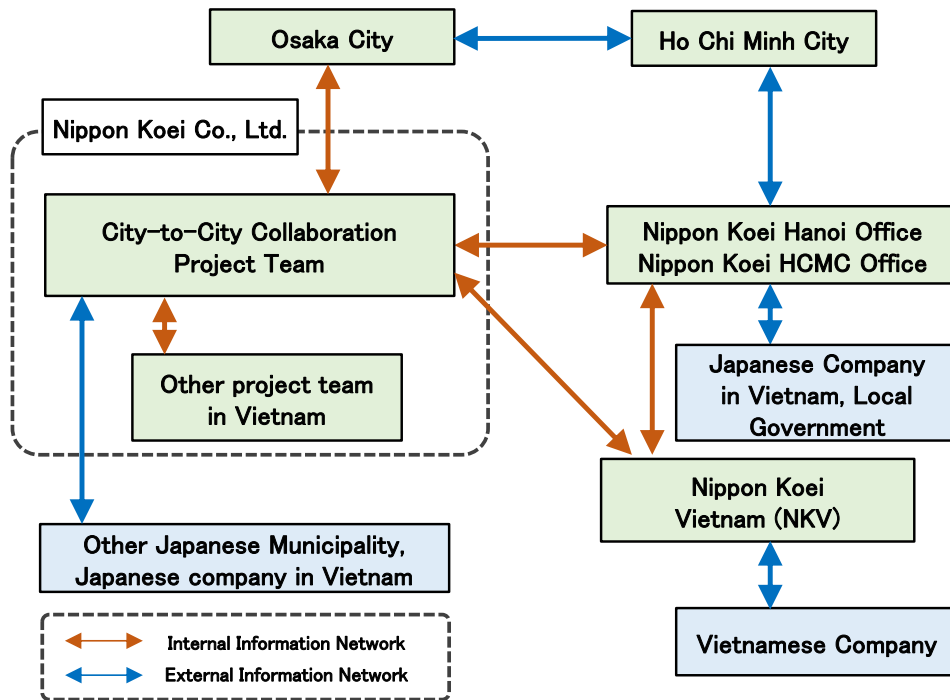 Osaka City
Ho Chi Minh City
Nippon Koei Co., Ltd.
City-to-City Collaboration
Project Team
Nippon Koei Hanoi Office
Nippon Koei HCMC Office
Other project team
in Vietnam
Japanese Company
in Vietnam, Local
Government
Nippon Koei
Vietnam (NKV)
Other Japanese Municipality,
Japanese company in Vietnam
Vietnamese Company
Internal Information Network
External Information Network